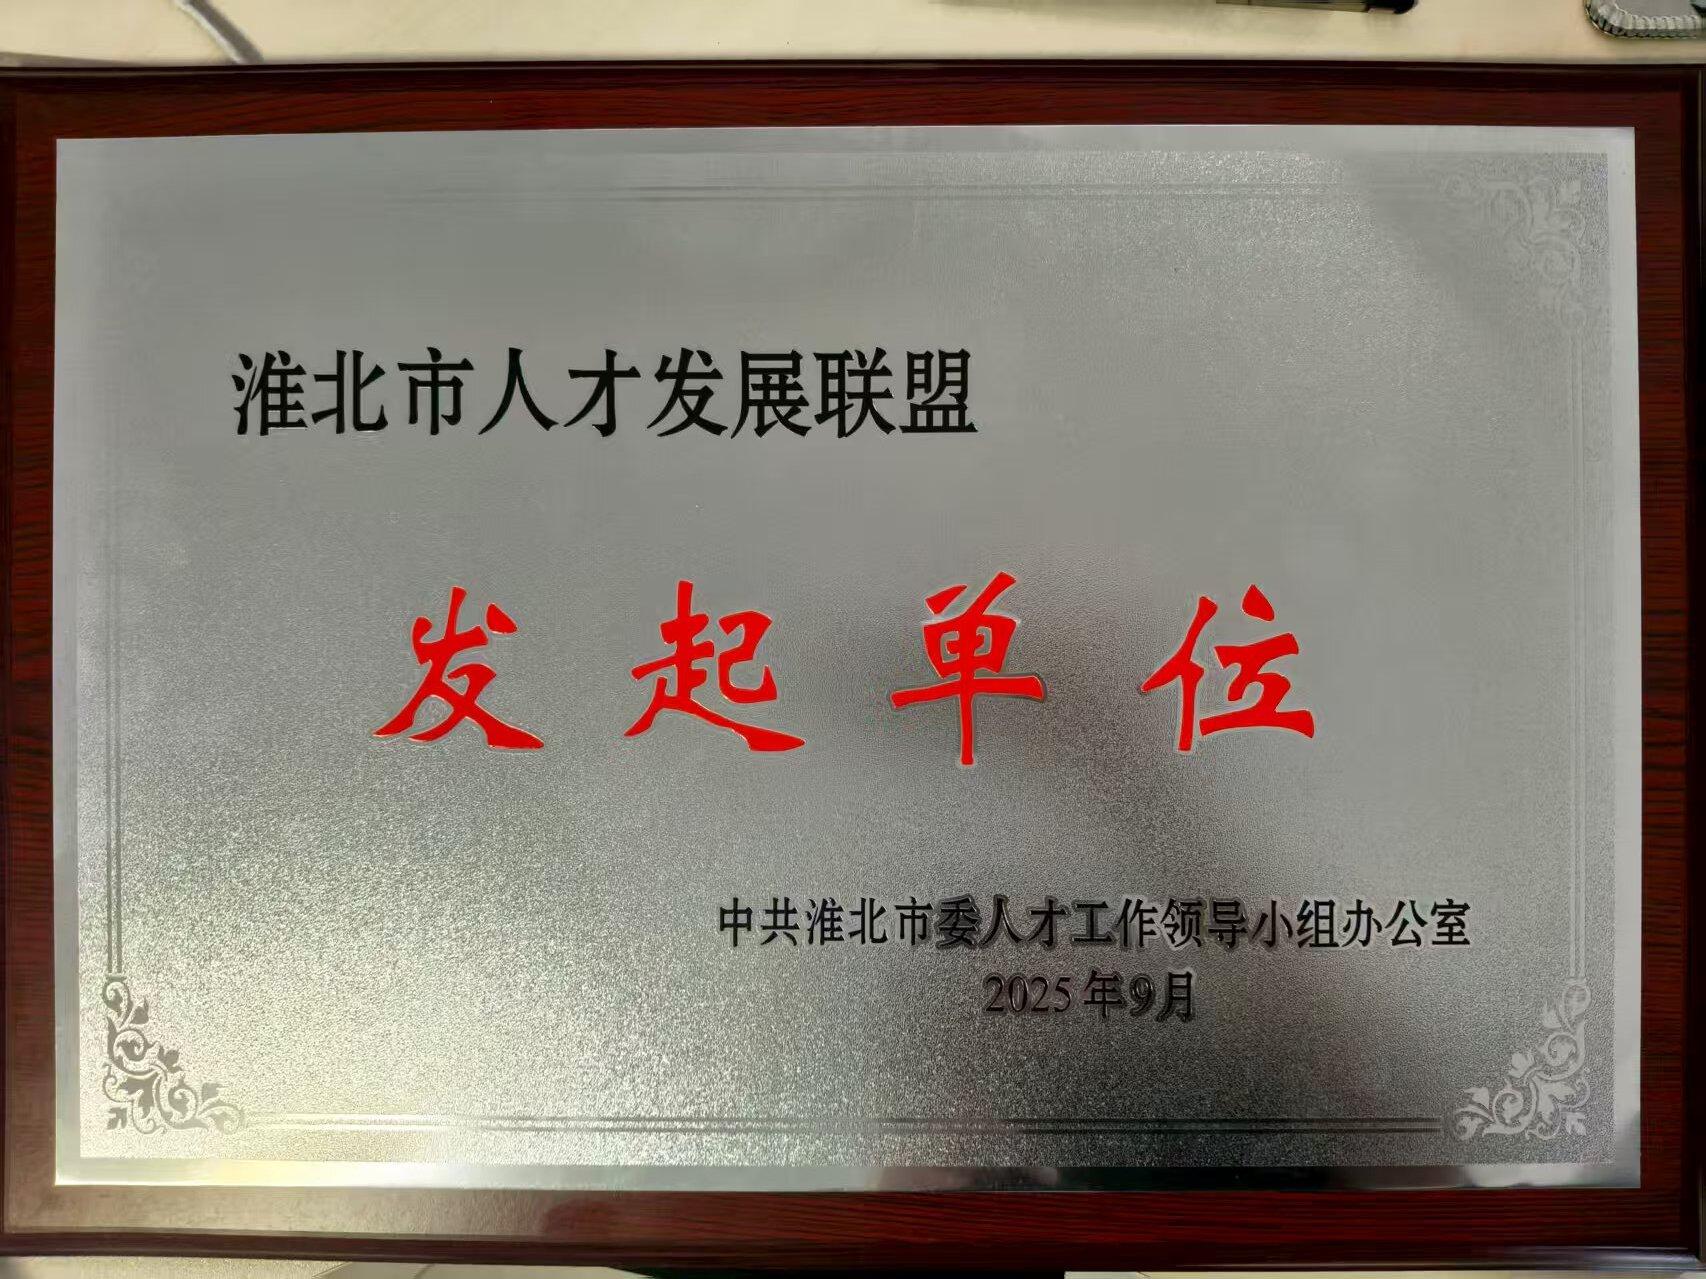 淮北市人才发展联盟
发起单位
中共淮北市委人才工作领导小组办公室
2025年9月